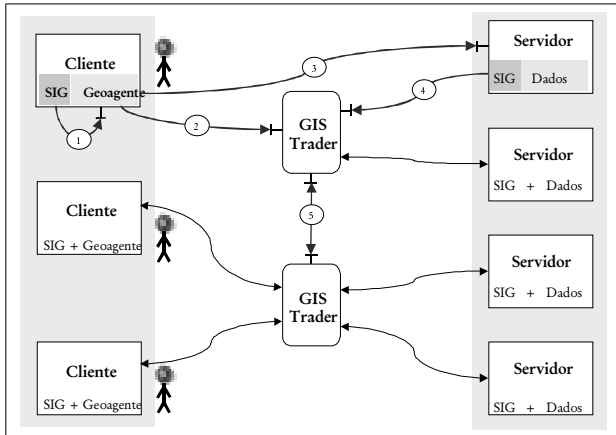 Cliente
SIG Geoagente
1
2
3
4
Servidor
SIG Dados
GIS
Trader
Servidor
SIG + Dados
5
Cliente
SIG + Geoagente
GIS
Trader
Servidor
SIG + Dados
Cliente
SIG + Geoagente
Servidor
SIG + Dados